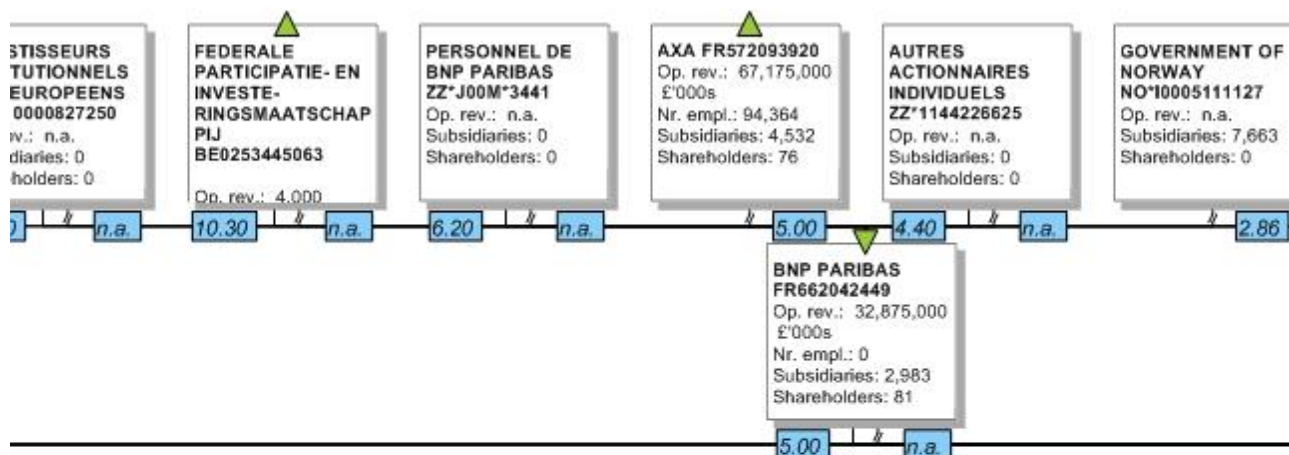 STISSEURS
TUTIONNELS
EUROPEENS
0000827250
v.: n.a.
diaries: 0
holders: 0
FEDERALE
PARTICIPATIE- EN
INVESTE-
RINGSMAATSCHAP
PIJ
BE0253445063
Op. rev.: 4,000
PERSONNEL DE
BNP PARIBAS
ZZ*J00M*3441
Op. rev.: n.a.
Subsidiaries: 0
Shareholders: 0
AXA FR572093920
Op. rev.: 67,175,000
£'000s
Nr. empl.: 94,364
Subsidiaries: 4,532
Shareholders: 76
AUTRES
ACTIONNAIRES
INDIVIDUELS
ZZ*1144226625
Op. rev.: n.a.
Subsidiaries: 0
Shareholders: 0
GOVERNMENT OF
NORWAY
NO*I0005111127
Op. rev.: n.a.
Subsidiaries: 7,663
Shareholders: 0
n.a.
10.30
n.a.
6.20
n.a.
5.00
4.40
n.a.
2.86
BNP PARIBAS
FR662042449
Op. rev.: 32,875,000
£'000s
Nr. empl.: 0
Subsidiaries: 2,983
Shareholders: 81
5.00
n.a.